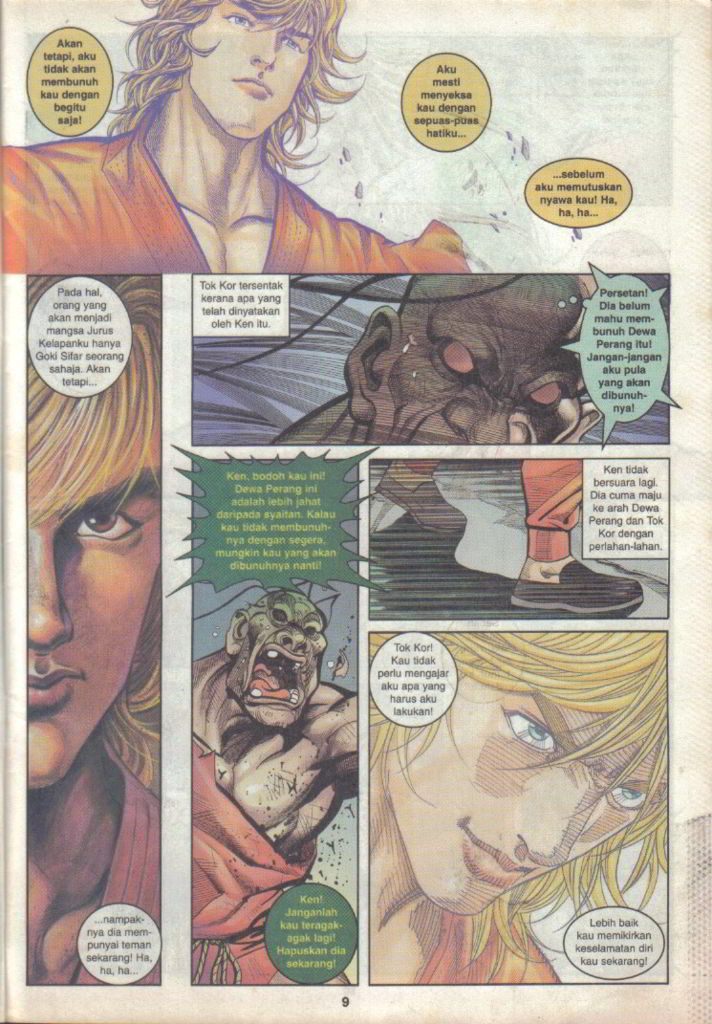 Akan
tetapi, aku
tidak akan
membunuh
kau dengan
begitu
saja!
Aku
mesti
menyeksa
kau dengan
sepuas-puas
hatiku...
...sebelum
aku memutuskan
nyawa kau! Ha,
ha, ha...
Pada hal,
orang yang
akan menjadi
mangsa Jurus
Kelapanku hanya
Goki Sifar seorang
sahaja. Akan
tetapi...
...nampak-
nya dia mem-
punyai teman
sekarang! Ha,
ha, ha...
Tok Kor tersentak
kerana apa yang
telah dinyatakan
oleh Ken itu.
Persetan!
Dia belum
mahu mem-
bunuh Dewa
Perang itu!
Jangan-jangan
aku pula
yang akan
dibunuh-
nya!
Ken, bodoh kau ini!
Dewa Perang ini
adalah lebih jahat
daripada syaitan. Kalau
kau tidak membunuh-
nya dengan segera,
mungkin kau yang akan
dibunuhnya nanti!
Ken!
Janganlah
kau teragak-
agak lagi!
Hapuskan dia
sekarang!
Ken tidak
bersuara lagi.
Dia cuma maju
ke arah Dewa
Perang dan Tok
Kor dengan
perlahan-lahan.
Tok Kor!
Kau tidak
perlu mengajar
aku apa yang
harus aku
lakukan!
Lebih baik
kau memikirkan
keselamatan diri
kau sekarang!
9